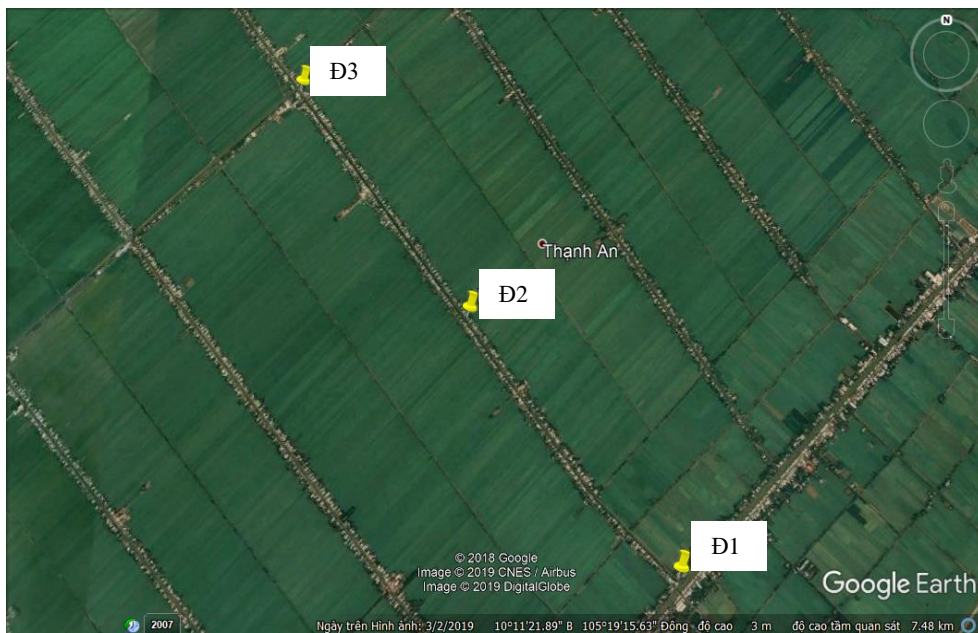 N
Đ3
Thạnh An
Đ2
Đ1
© 2018 Google
Image © 2019 CNES / Airbus
Image © 2019 DigitalGlobe
Google Earth
2007
Ngày trên Hình ảnh: 3/2/2019 10°11'21.89" B 105°19'15.63" Đông độ cao 3 m độ cao tầm quan sát 7.48 km